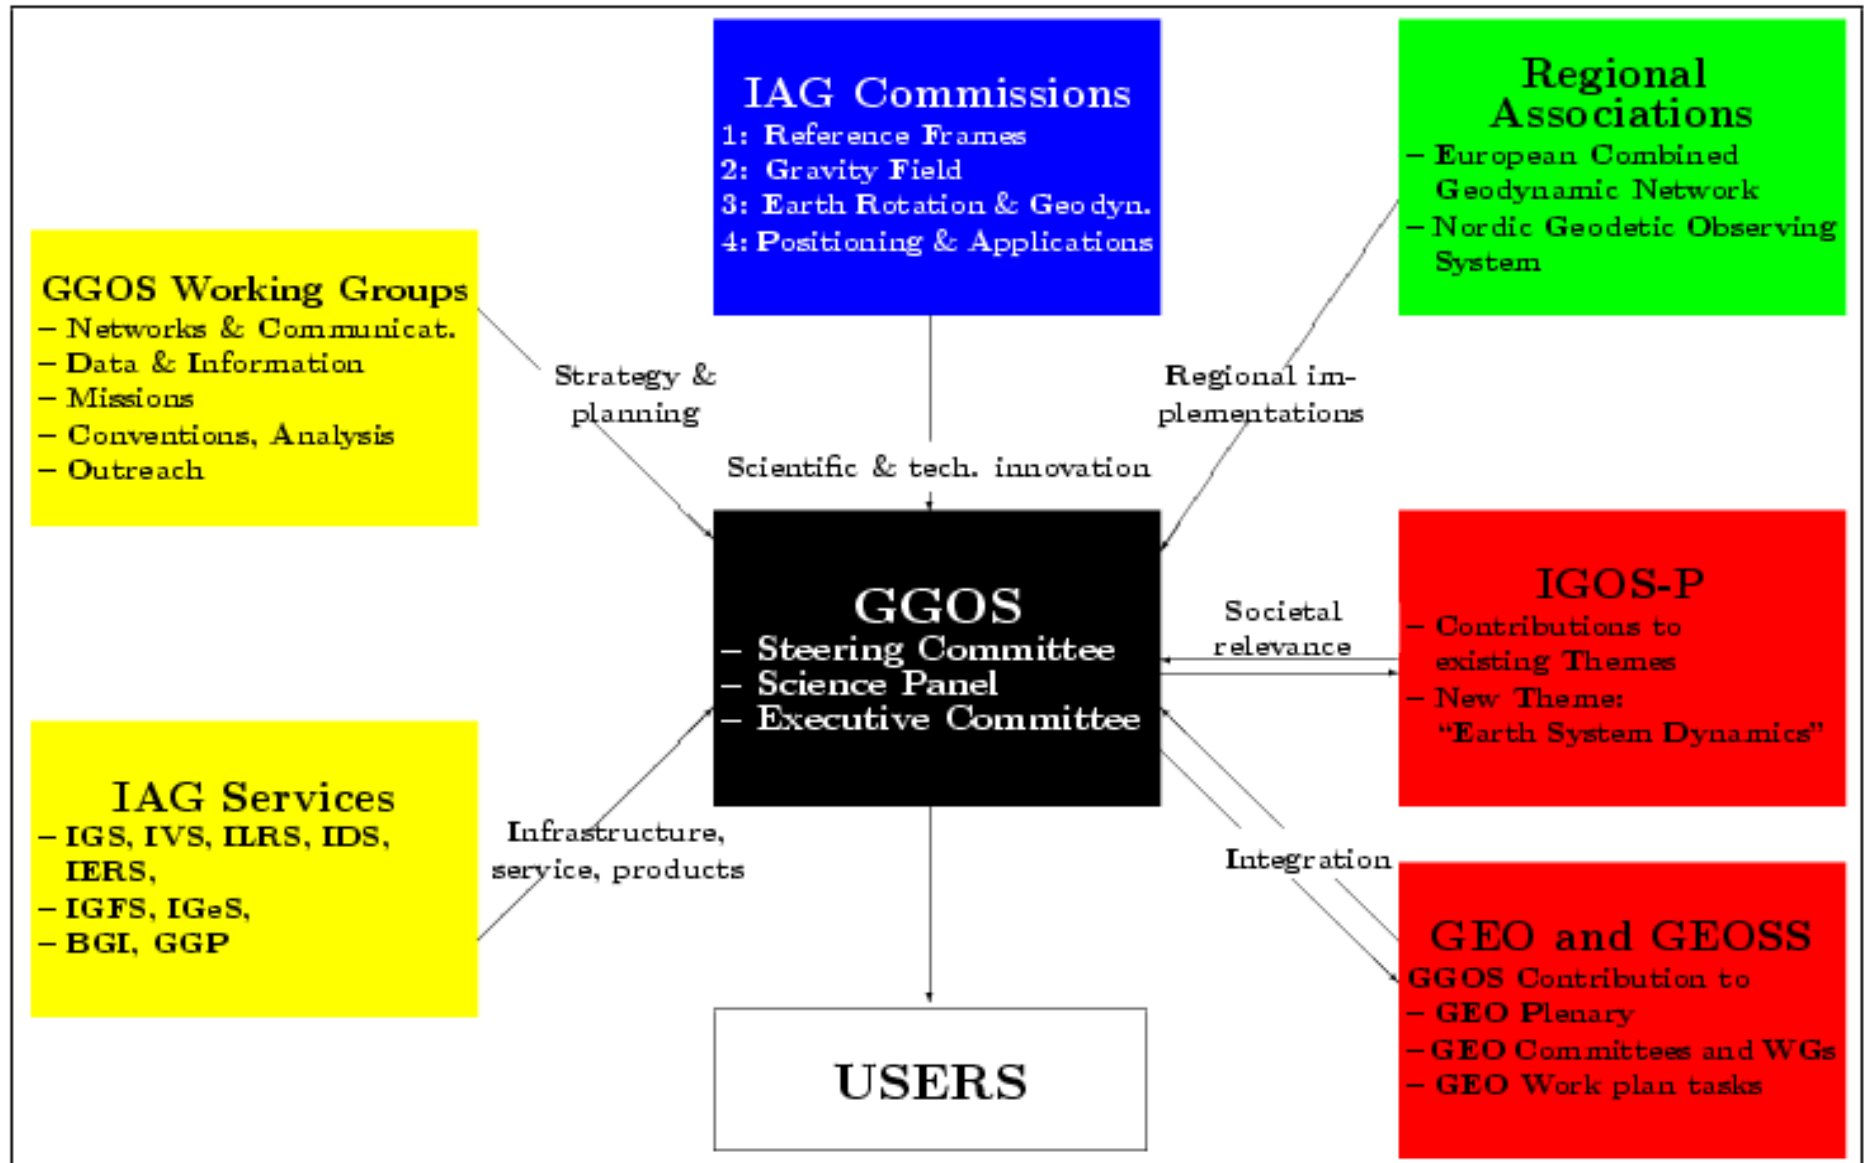 IAG Commissions
1: Reference Frames
2: Gravity Field
3: Earth Rotation & Geodyn.
4: Positioning & Applications
Regional
Associations
– European Combined
Geodynamic Network
– Nordic Geodetic Observing
System
GGOS Working Groups
– Networks & Communicat.
– Data & Information
– Missions
– Conventions, Analysis
– Outreach
Strategy &
planning
Scientific & tech. innovation
Regional im-
plementations
GGOS
– Steering Committee
– Science Panel
– Executive Committee
Societal
relevance
IGOS-P
– Contributions to
existing Themes
– New Theme:
“Earth System Dynamics”
IAG Services
– IGS, IVS, ILRS, IDS,
IERS,
– IGFS, IGeS,
– BGI, GGP
Infrastructure,
service, products
Integration
GEO and GEOSS
GGOS Contribution to
– GEO Plenary
– GEO Committees and WGs
– GEO Work plan tasks
USERS